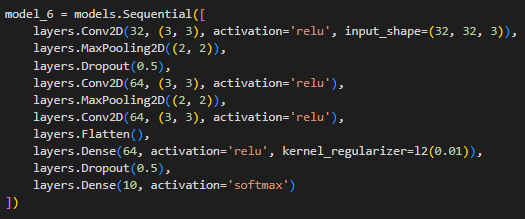 model_6 = models.Sequential([
    layers.Conv2D(32, (3, 3), activation='relu', input_shape=(32, 32, 3)),
    layers.MaxPooling2D((2, 2)),
    layers.Dropout(0.5),
    layers.Conv2D(64, (3, 3), activation='relu'),
    layers.MaxPooling2D((2, 2)),
    layers.Conv2D(64, (3, 3), activation='relu'),
    layers.Flatten(),
    layers.Dense(64, activation='relu', kernel_regularizer=l2(0.01)),
    layers.Dropout(0.5),
    layers.Dense(10, activation='softmax')
])